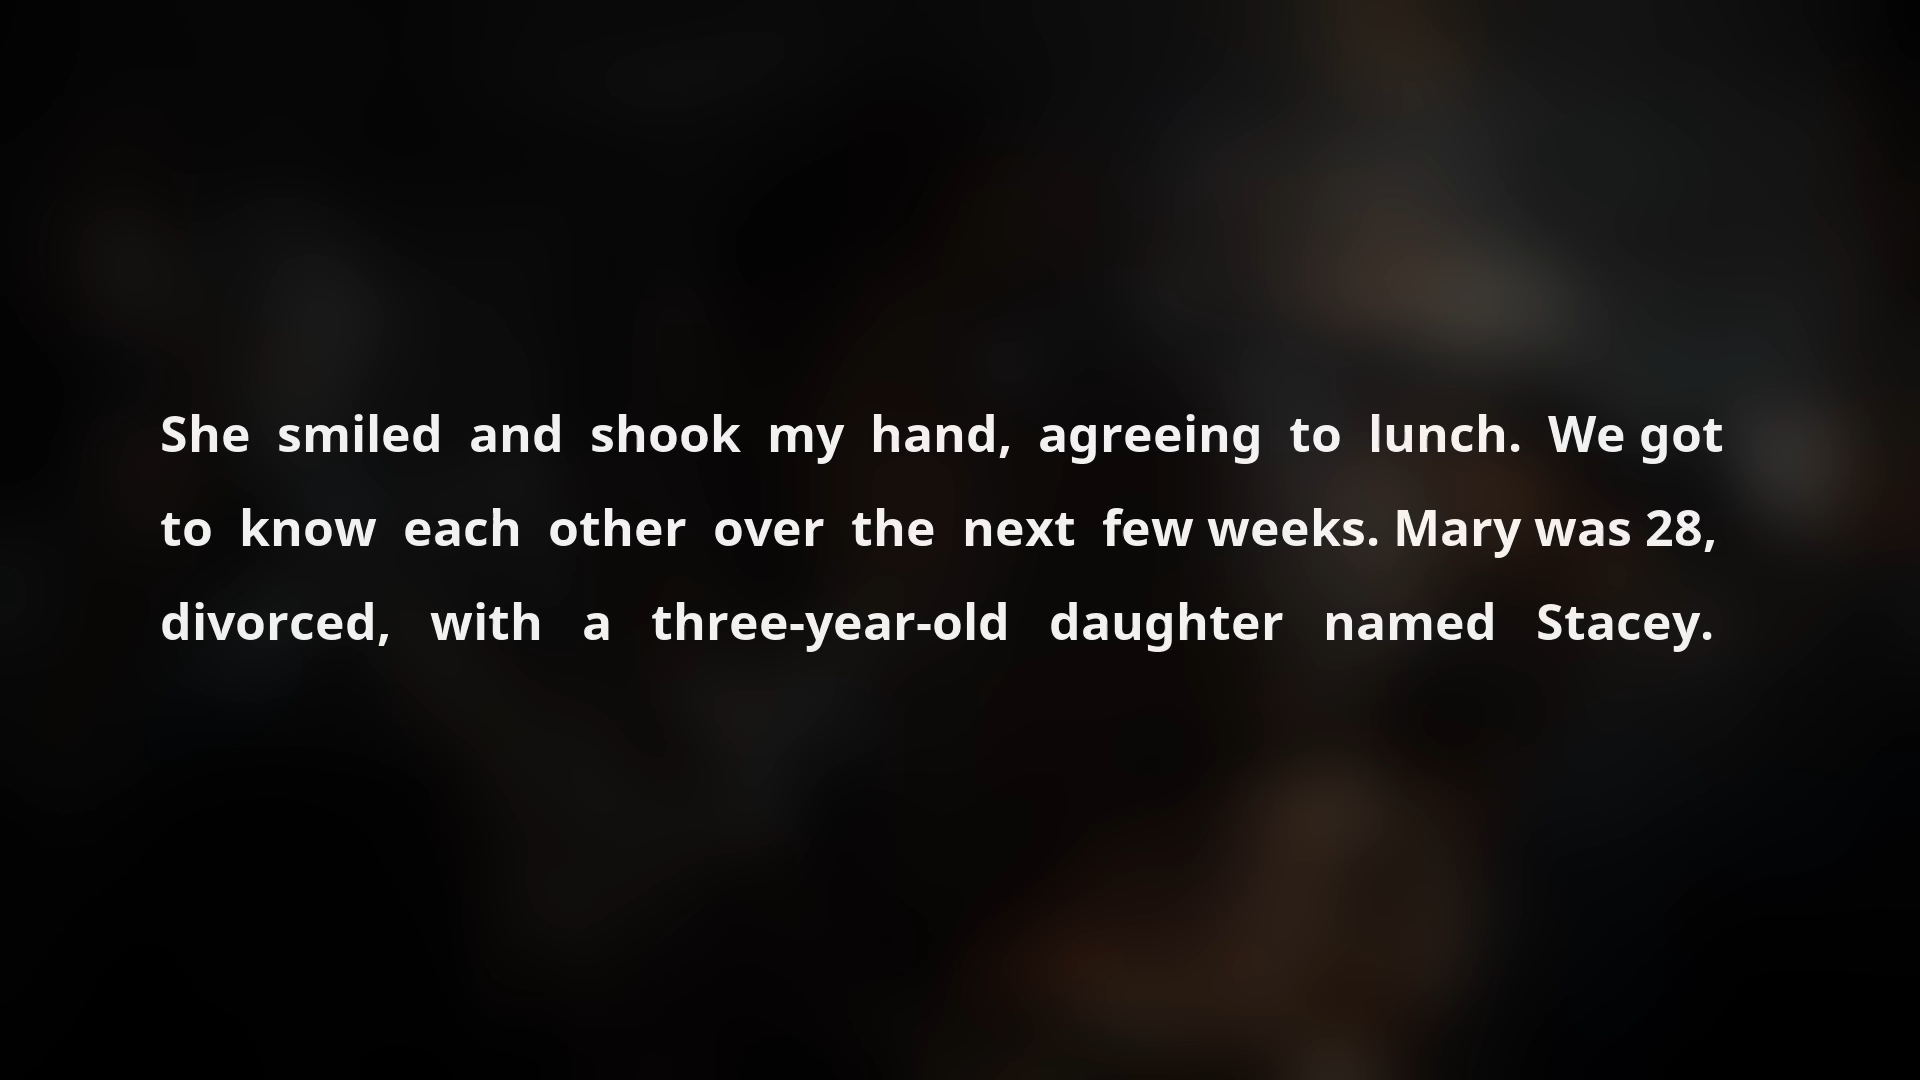 She smiled and shook my hand, agreeing to lunch. We got
to know each other over the next few weeks. Mary was 28,
divorced, with a three-year-old daughter named Stacey.